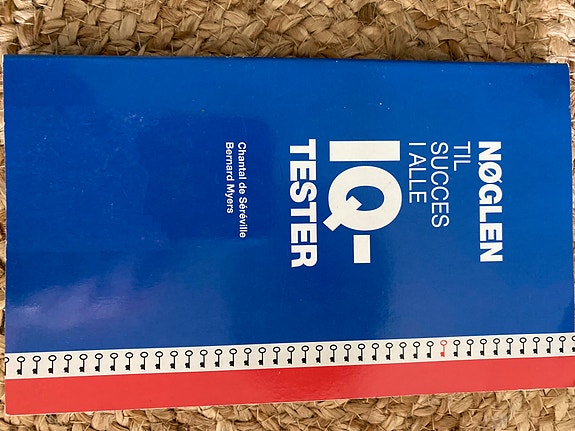 NØGLEN
TIL
SUCCES
I ALLE
IQ-
TESTER
Chantal de Séréville
Bernard Myers